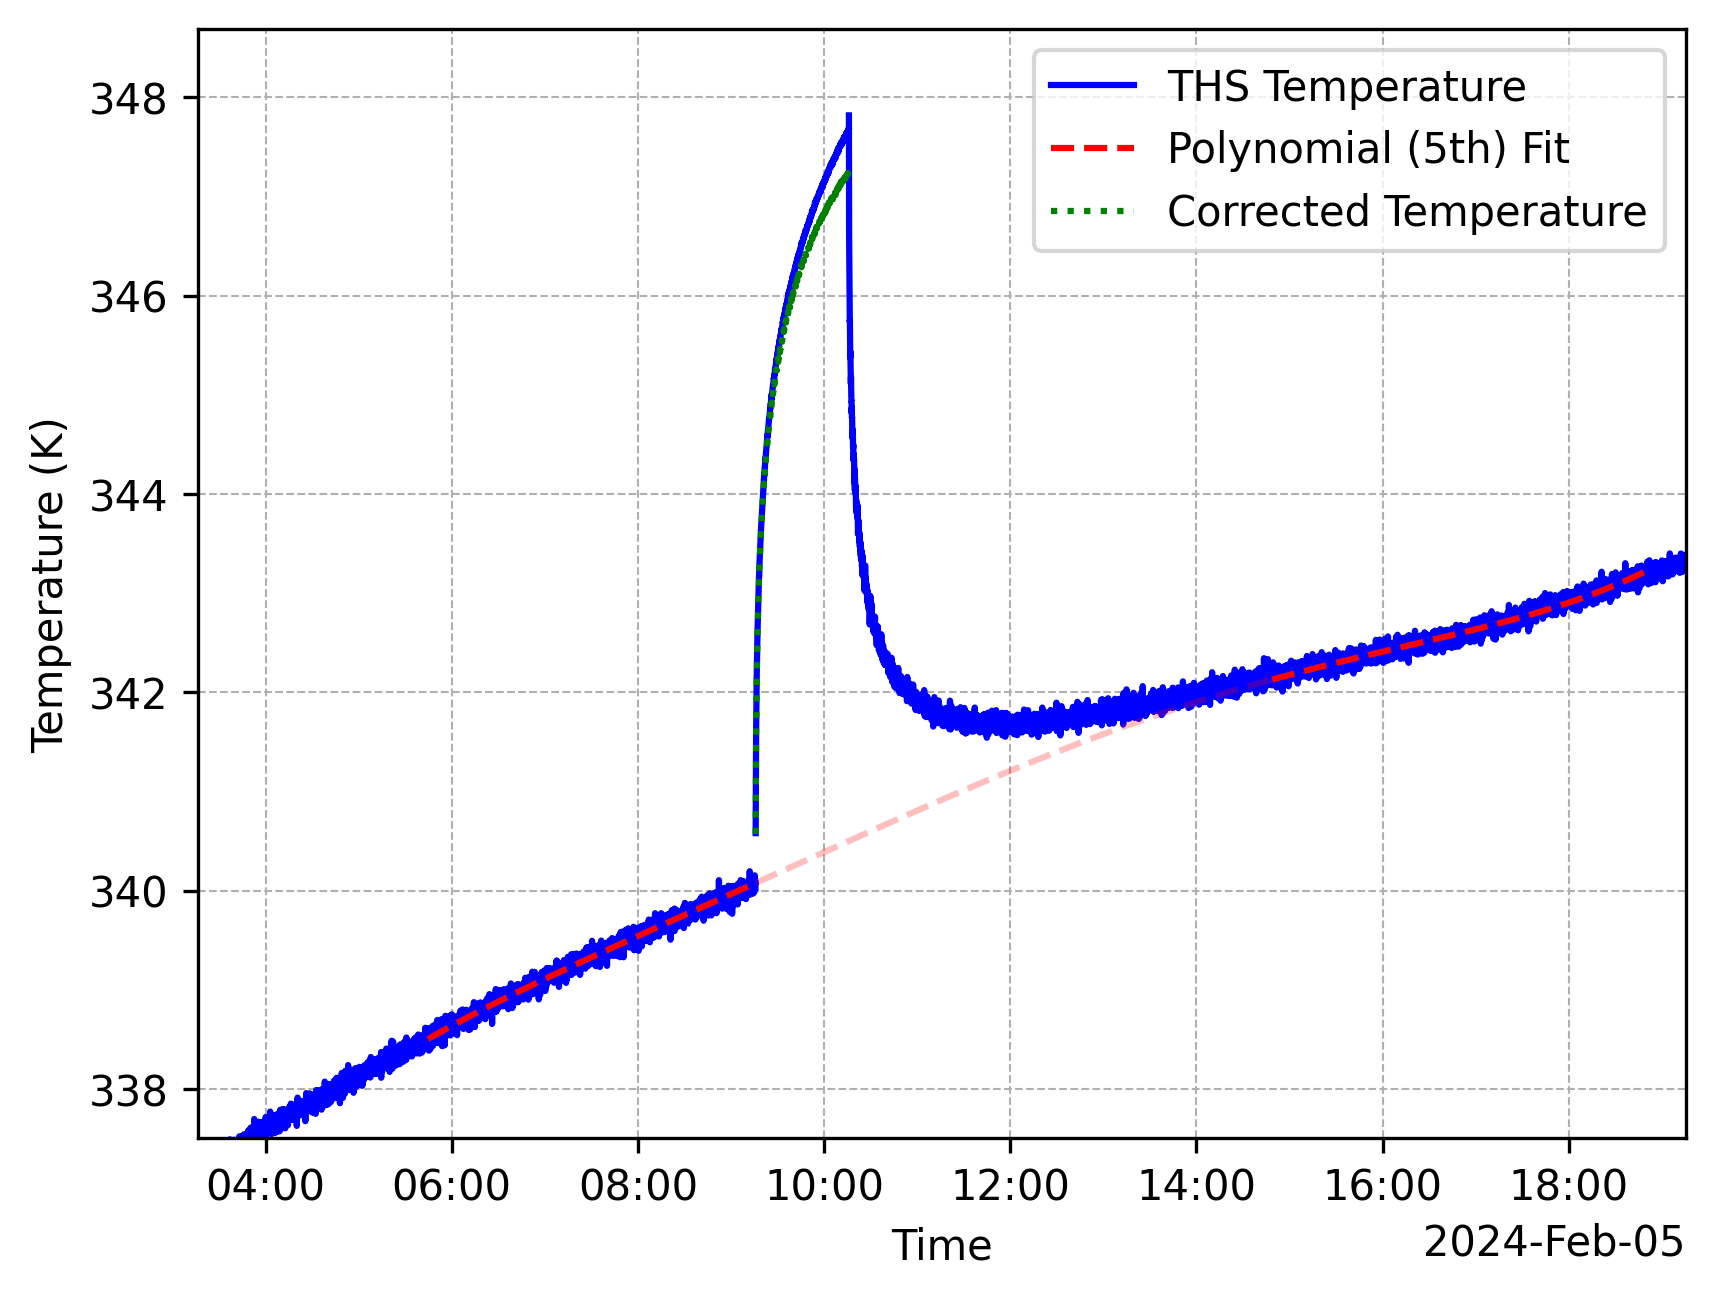 THS Temperature
Polynomial (5th) Fit
Corrected Temperature
348
346
344
342
340
338
Temperature (K)
04:00 06:00 08:00 10:00 12:00 14:00 16:00 18:00
Time
2024-Feb-05